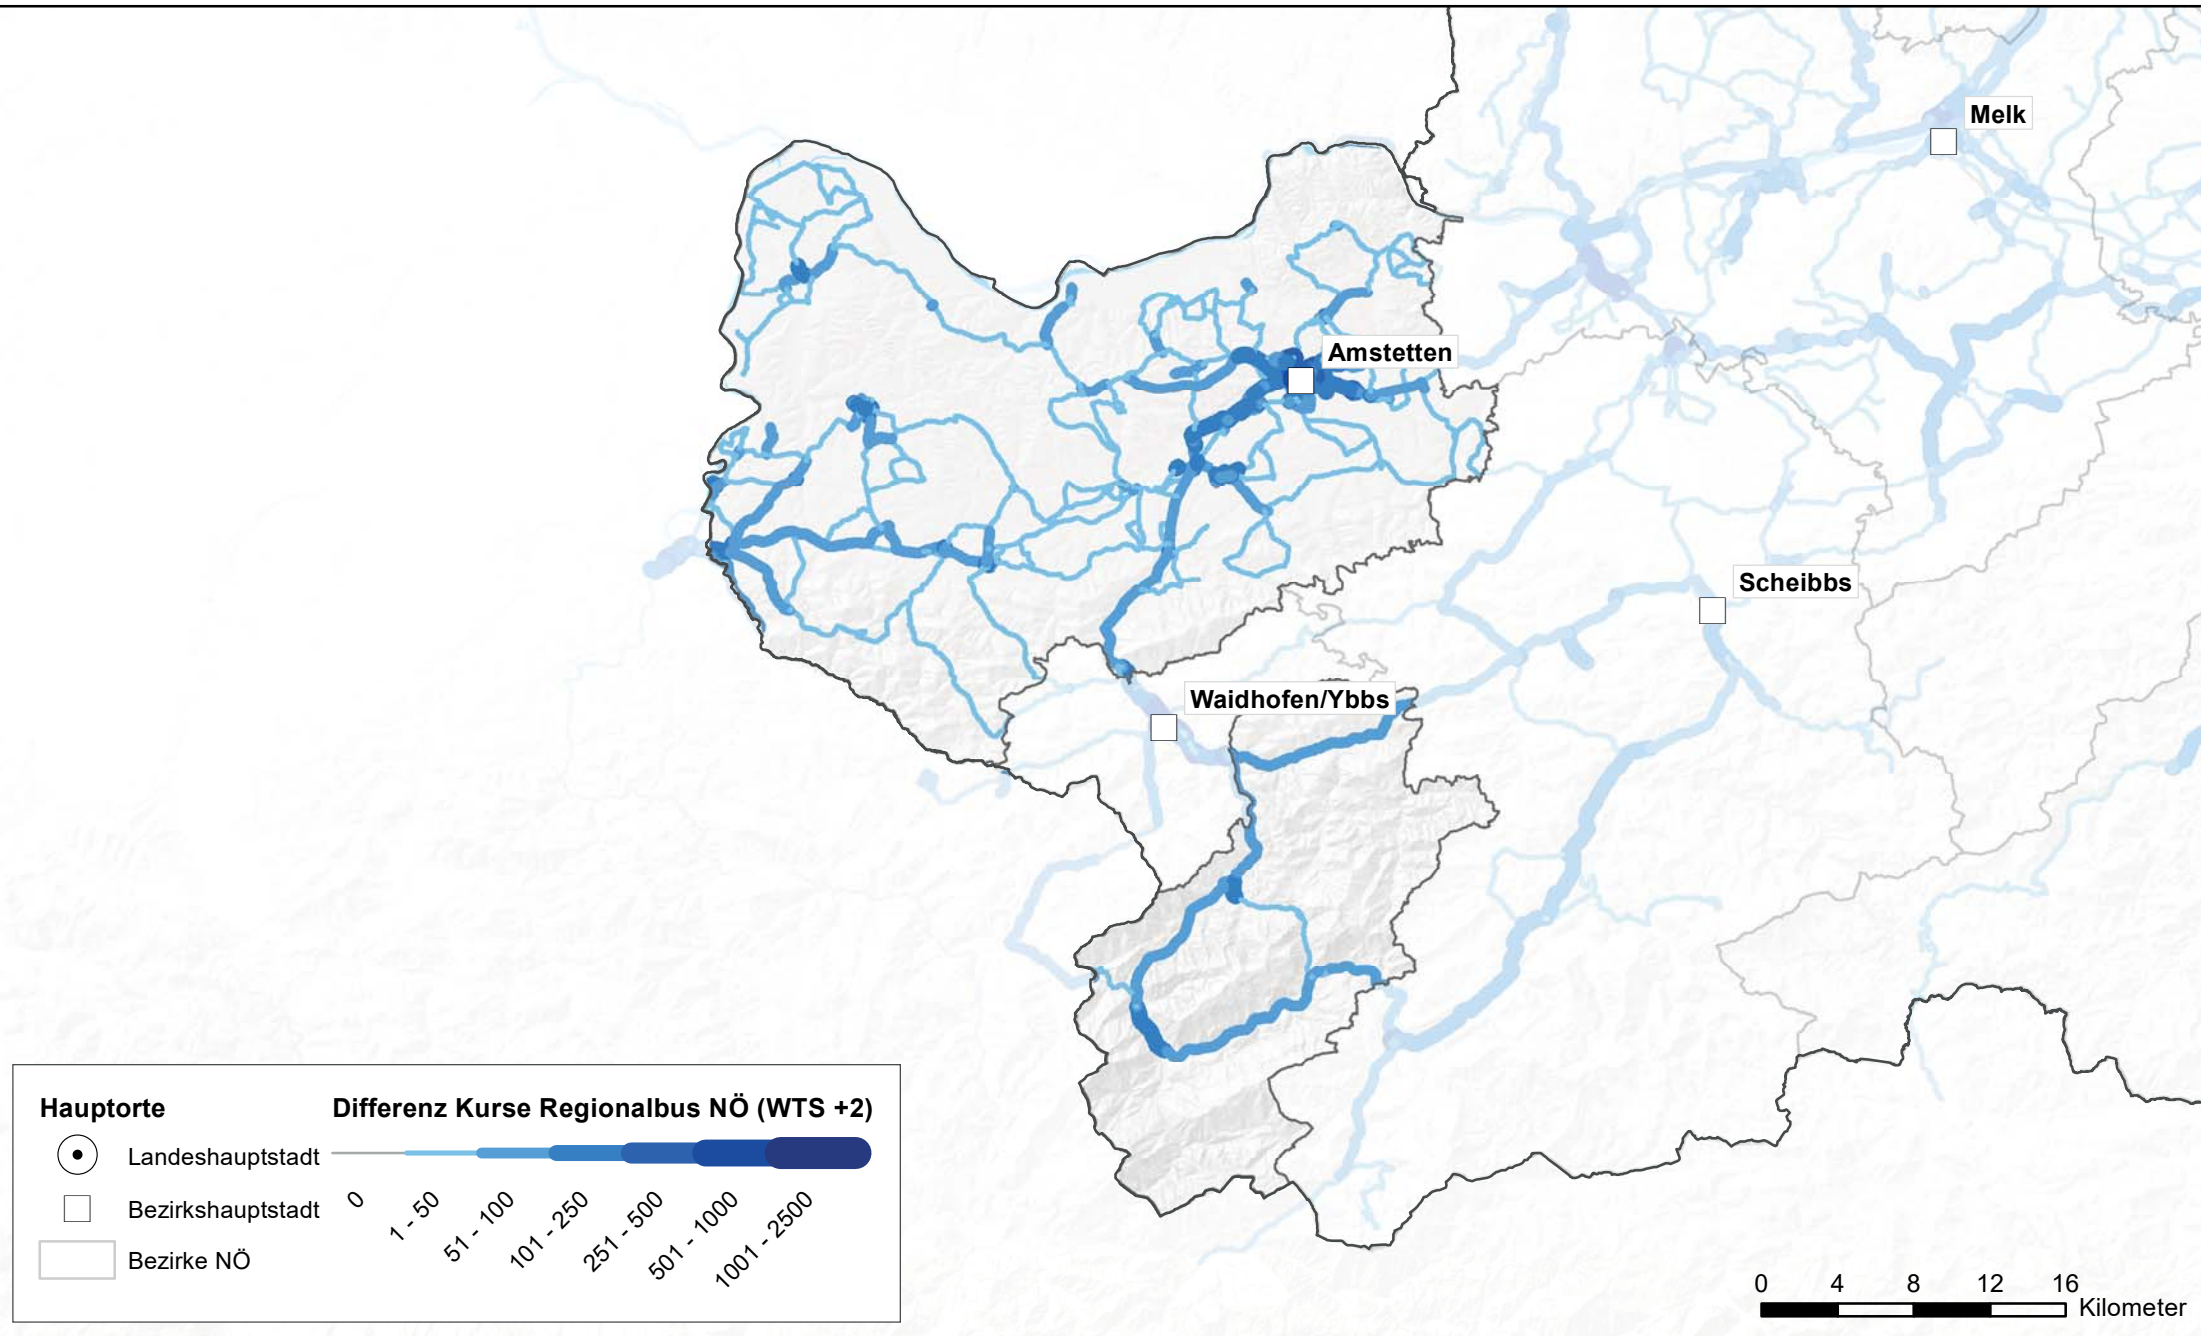 Melk
Amstetten
Scheibbs
Waidhofen/Ybbs
Hauptorte
Landeshauptstadt
Bezirkshauptstadt
Bezirke NÖ
Differenz Kurse Regionalbus NÖ (WTS +2)
0
1 - 50
51 - 100
101 - 250
251 - 500
501 - 1000
1001 - 2500
0 4 8 12 16
Kilometer